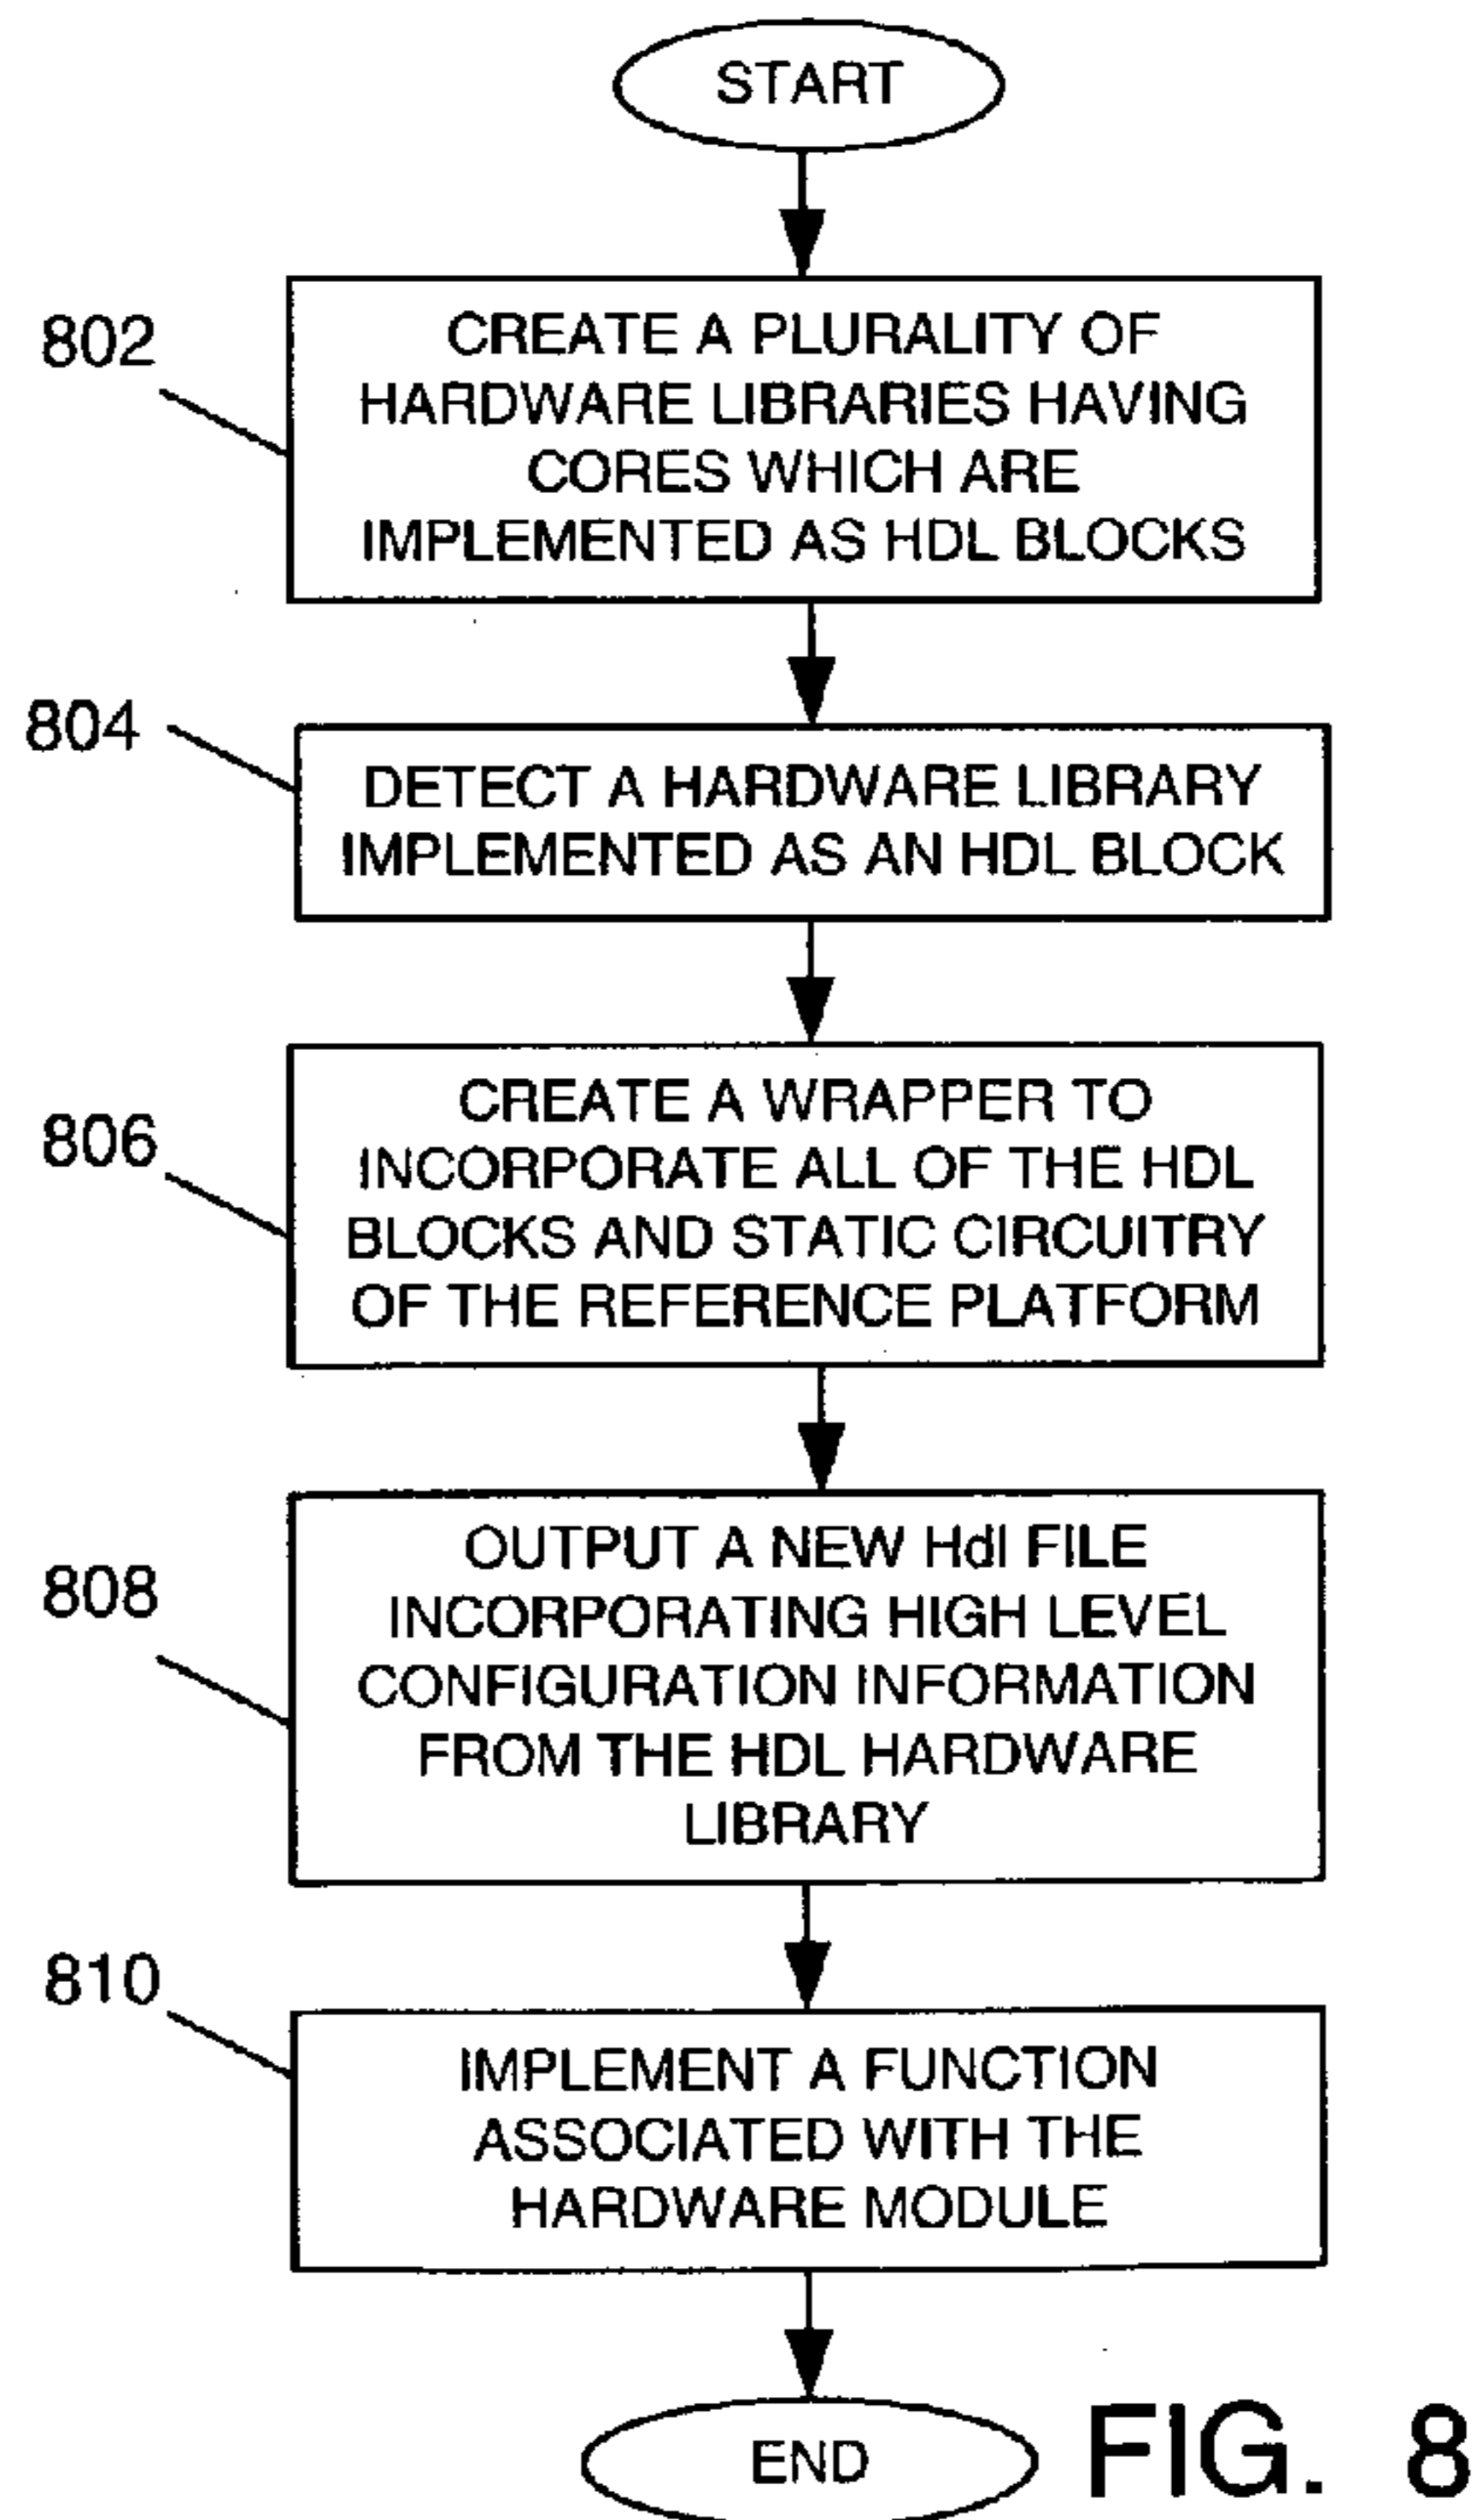 START
802
CREATE A PLURALITY OF
HARDWARE LIBRARIES HAVING
CORES WHICH ARE
IMPLEMENTED AS HDL BLOCKS
804
DETECT A HARDWARE LIBRARY
IMPLEMENTED AS AN HDL BLOCK
806
CREATE A WRAPPER TO
INCORPORATE ALL OF THE HDL
BLOCKS AND STATIC CIRCUITRY
OF THE REFERENCE PLATFORM
808
OUTPUT A NEW Hdl FILE
INCORPORATING HIGH LEVEL
CONFIGURATION INFORMATION
FROM THE HDL HARDWARE
LIBRARY
810
IMPLEMENT A FUNCTION
ASSOCIATED WITH THE
HARDWARE MODULE
END
FIG. 8